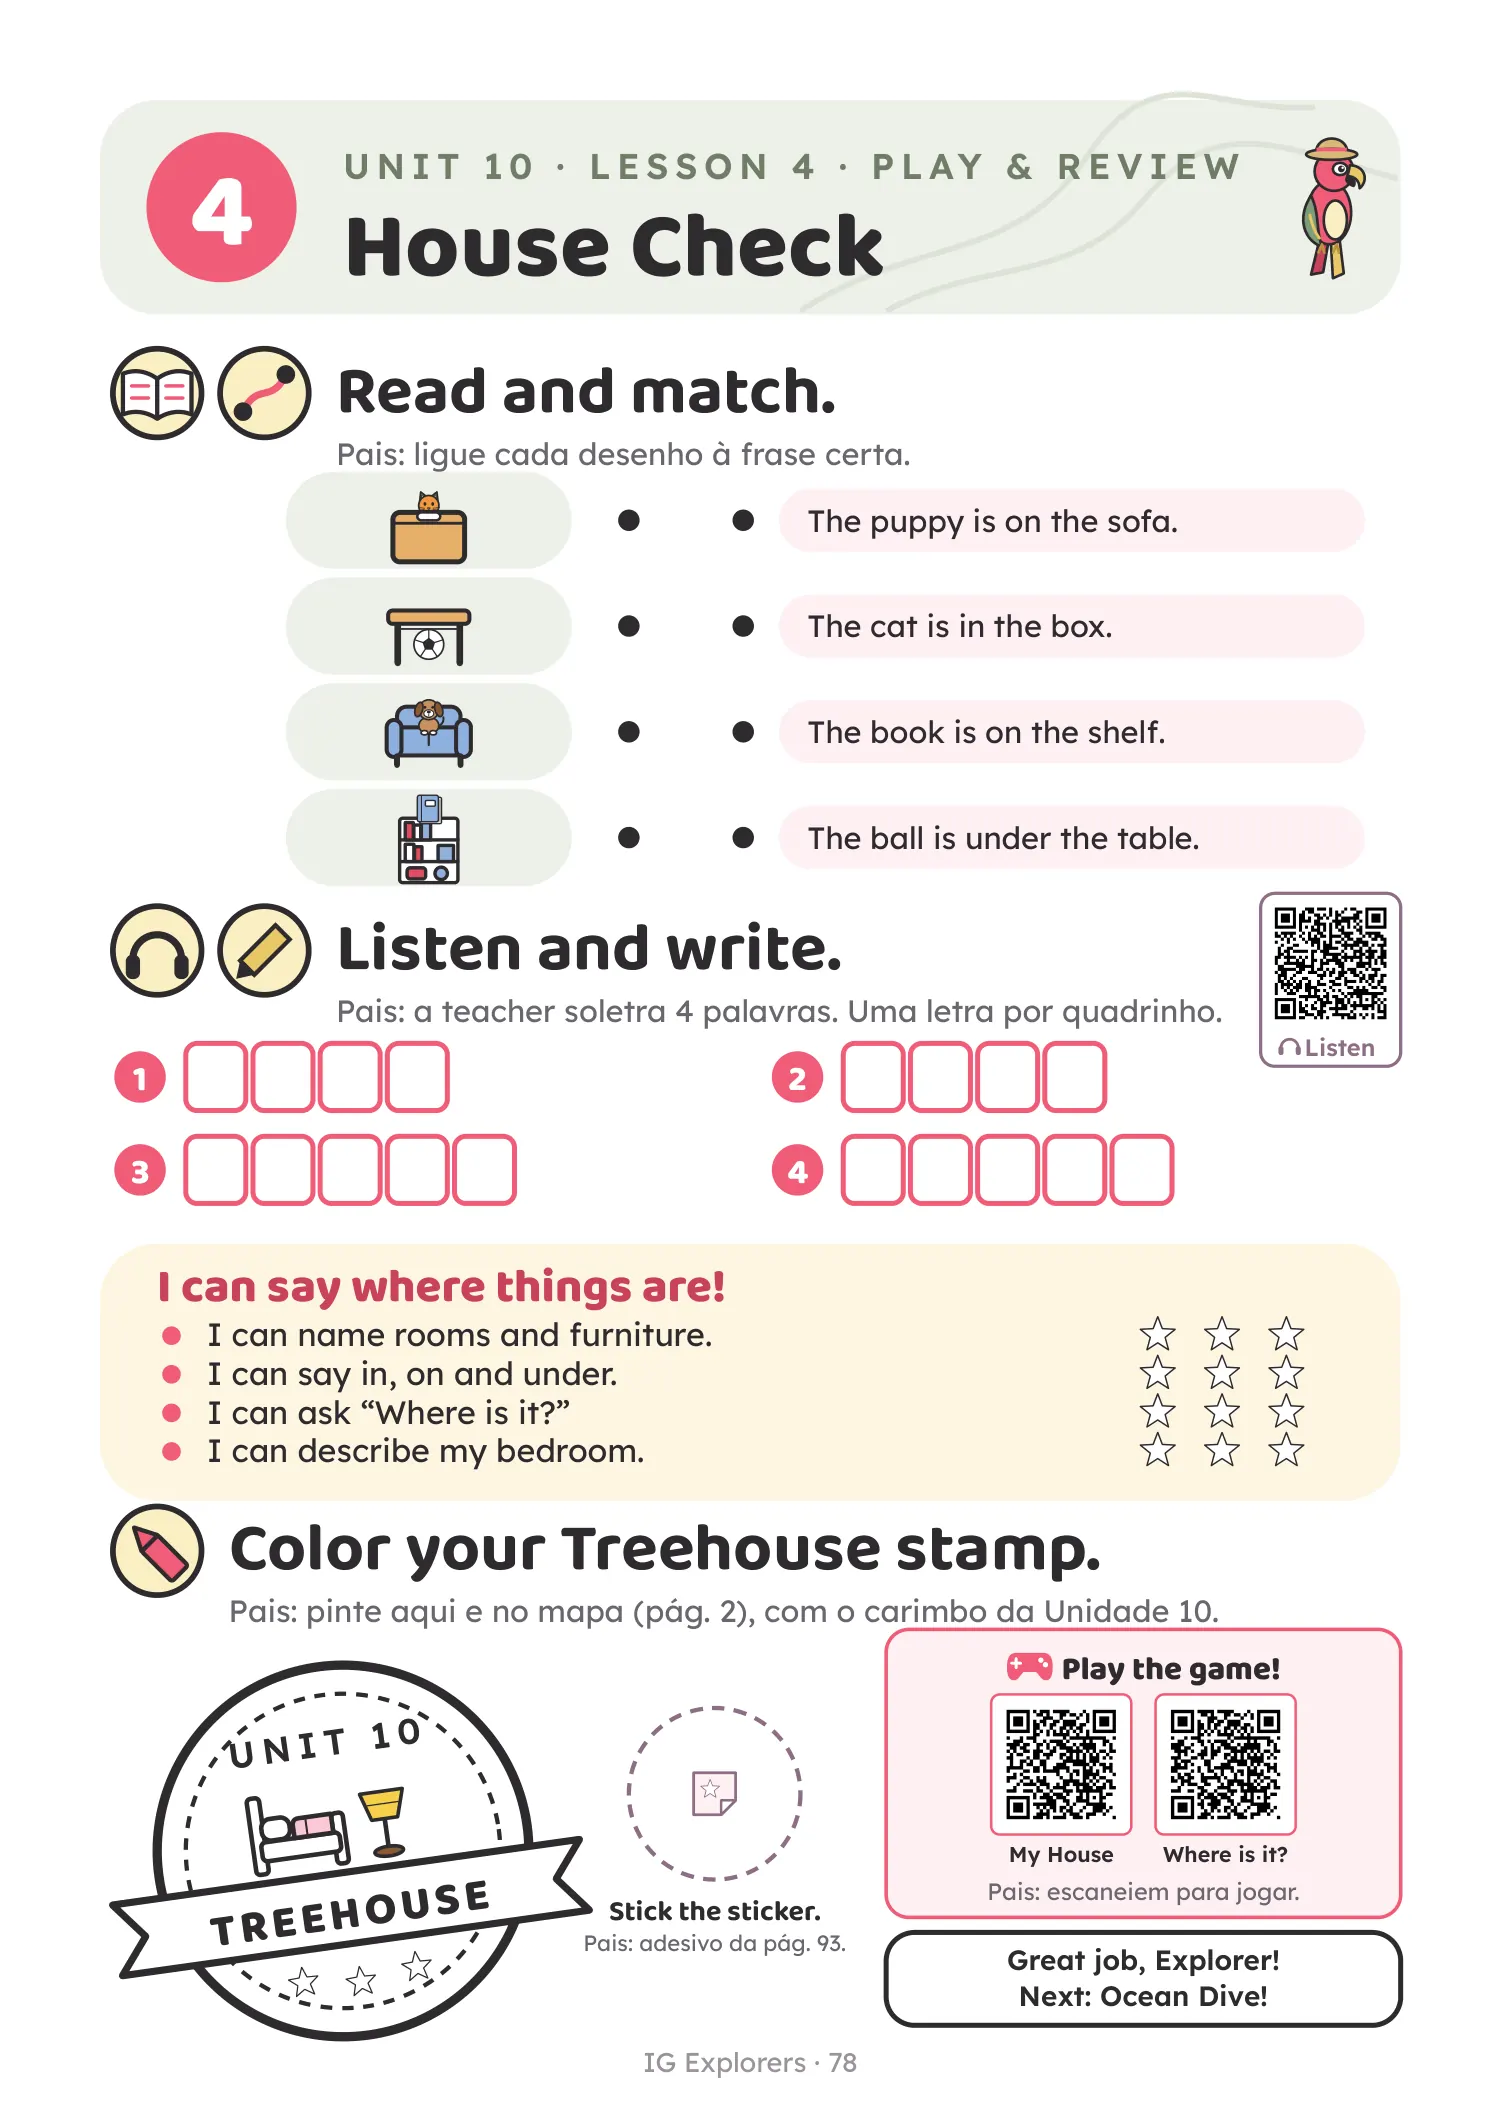 4
UNIT 10 · LESSON 4 · PLAY & REVIEW
House Check
Read and match.
Pais: ligue cada desenho à frase certa.
The puppy is on the sofa.
The cat is in the box.
The book is on the shelf.
The ball is under the table.
Listen and write.
Pais: a teacher soletra 4 palavras. Uma letra por quadrinho.
Listen
1
2
3
4
I can say where things are!
I can name rooms and furniture.
I can say in, on and under.
I can ask “Where is it?”
I can describe my bedroom.
Color your Treehouse stamp.
Pais: pinte aqui e no mapa (pág. 2), com o carimbo da Unidade 10.
UNIT 10
TREEHOUSE
Stick the sticker.
Pais: adesivo da pág. 93.
Play the game!
My House
Where is it?
Pais: escaneiem para jogar.
Great job, Explorer!
Next: Ocean Dive!
IG Explorers · 78